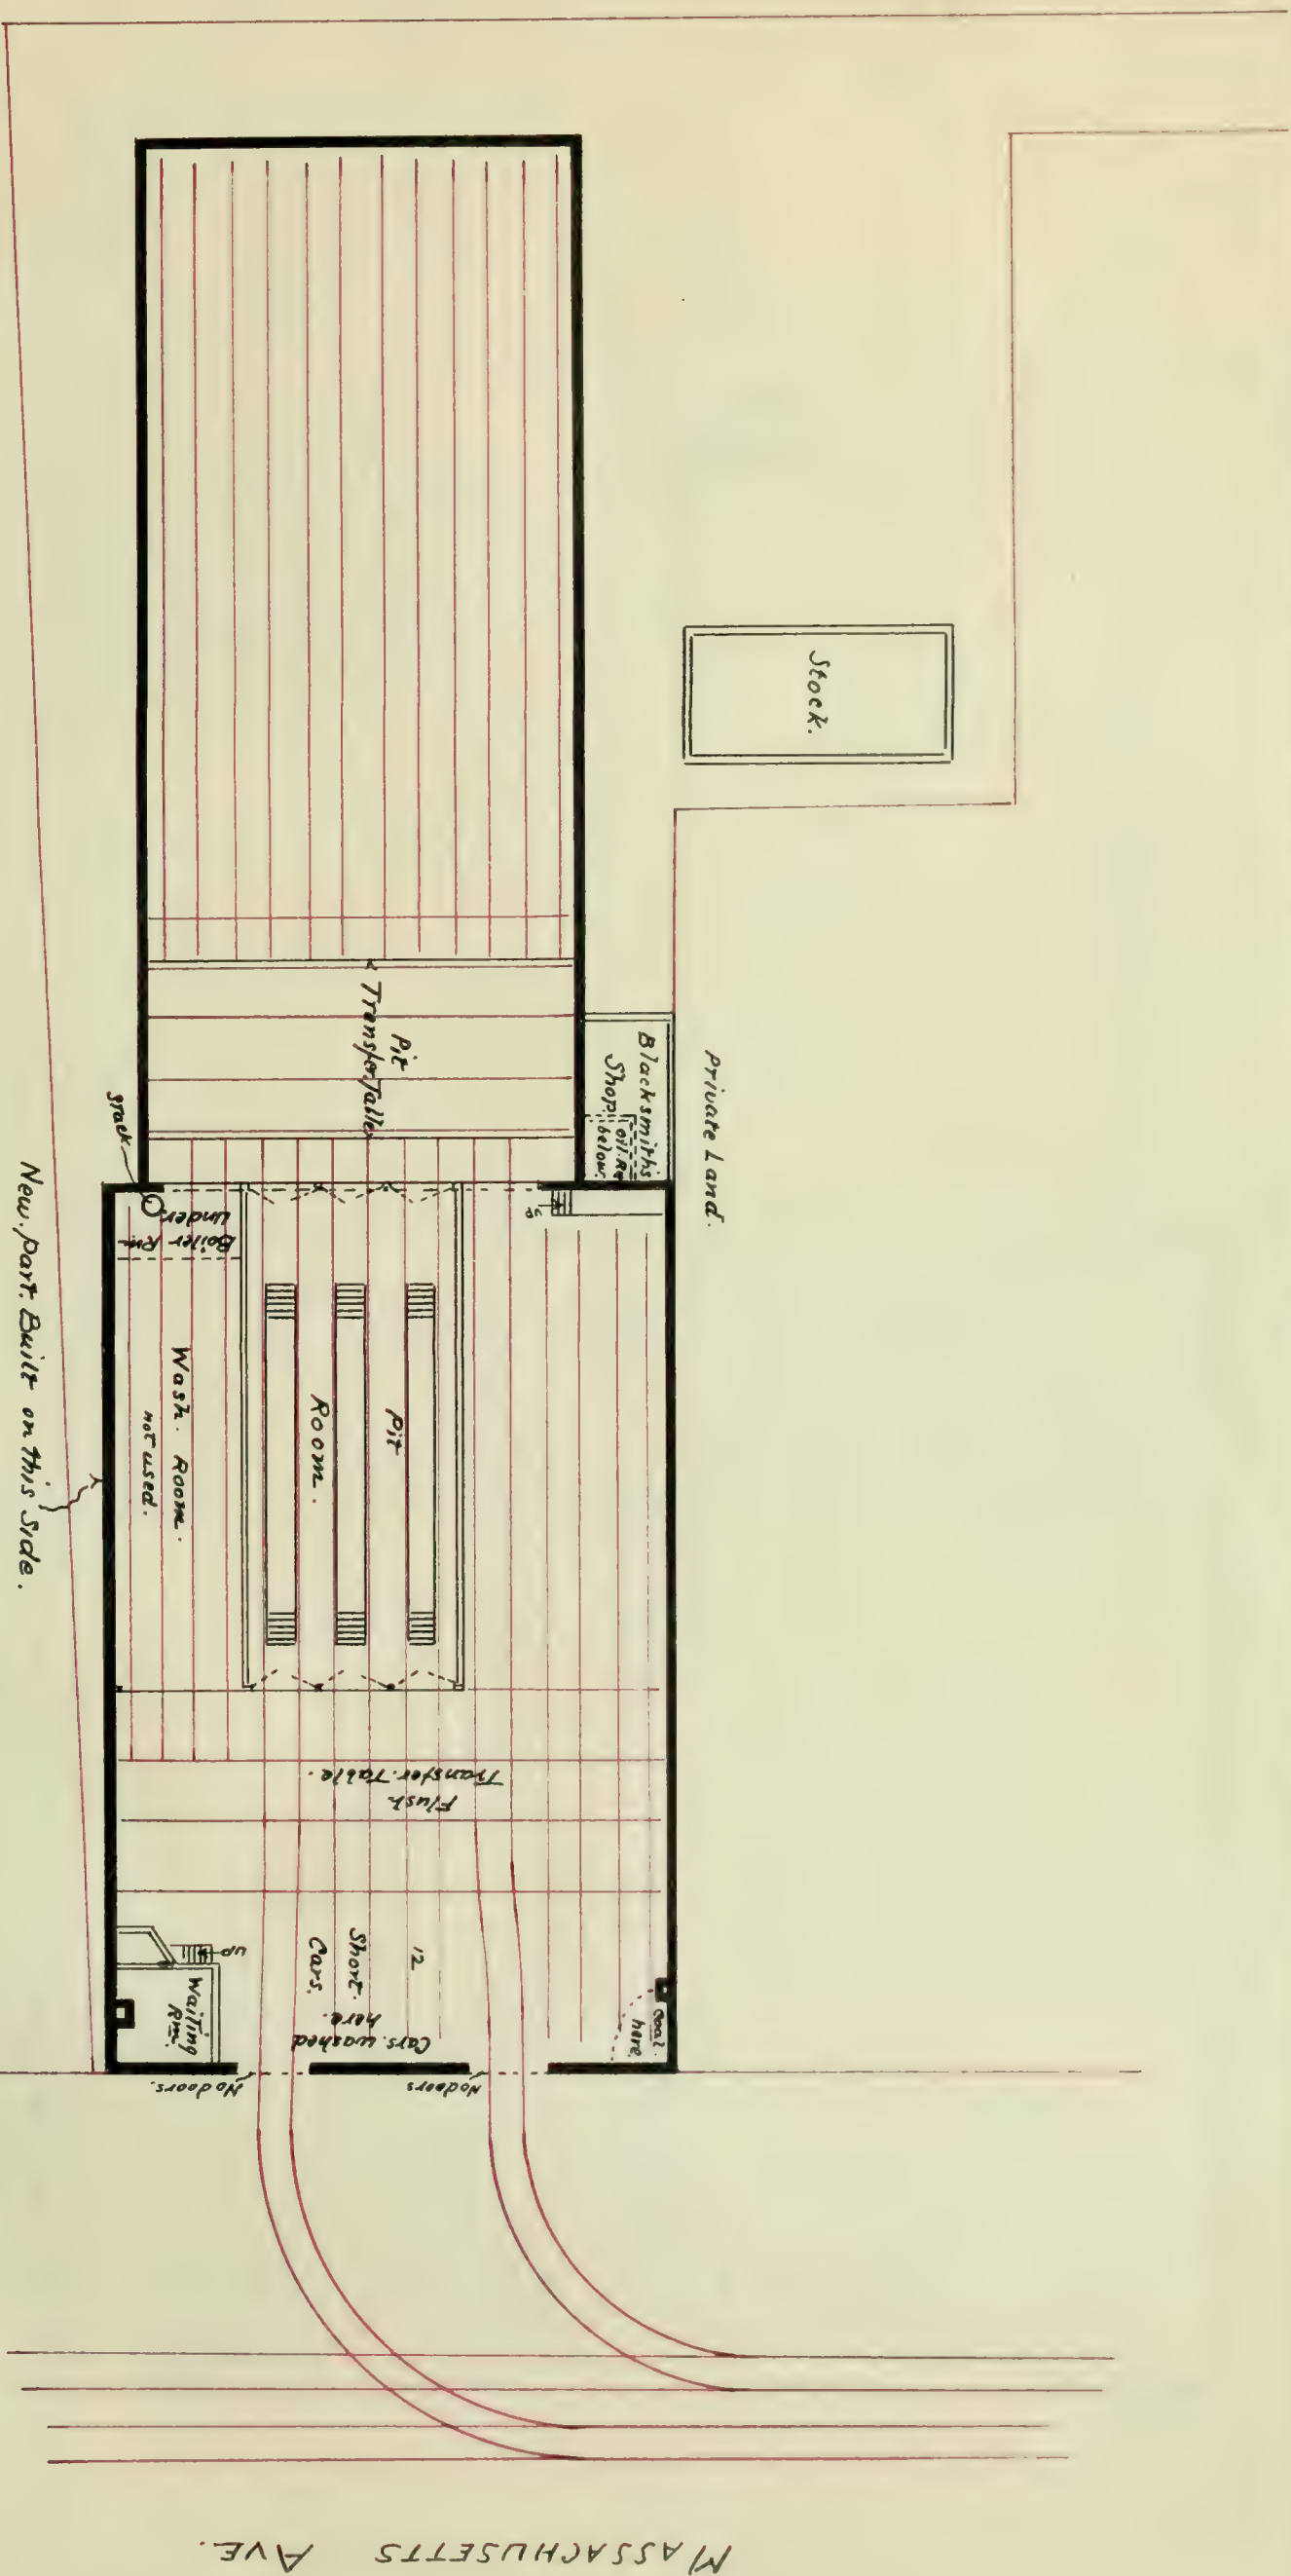 Stock.
Private Land.
Blacksmiths
Shop.
oil. Rm
below.
Pit
Transfer Table
Stack
Boiler Rm
under
up
Wash. Room.
not used.
Pit
Room.
New. part. Built on this Side.
Flush
Transfer. Table.
12
Short.
Cars.
Cars. washed
here.
up
Waiting
Rm.
Coal.
here
No doors.
No doors
MASSACHUSETTS AVE.